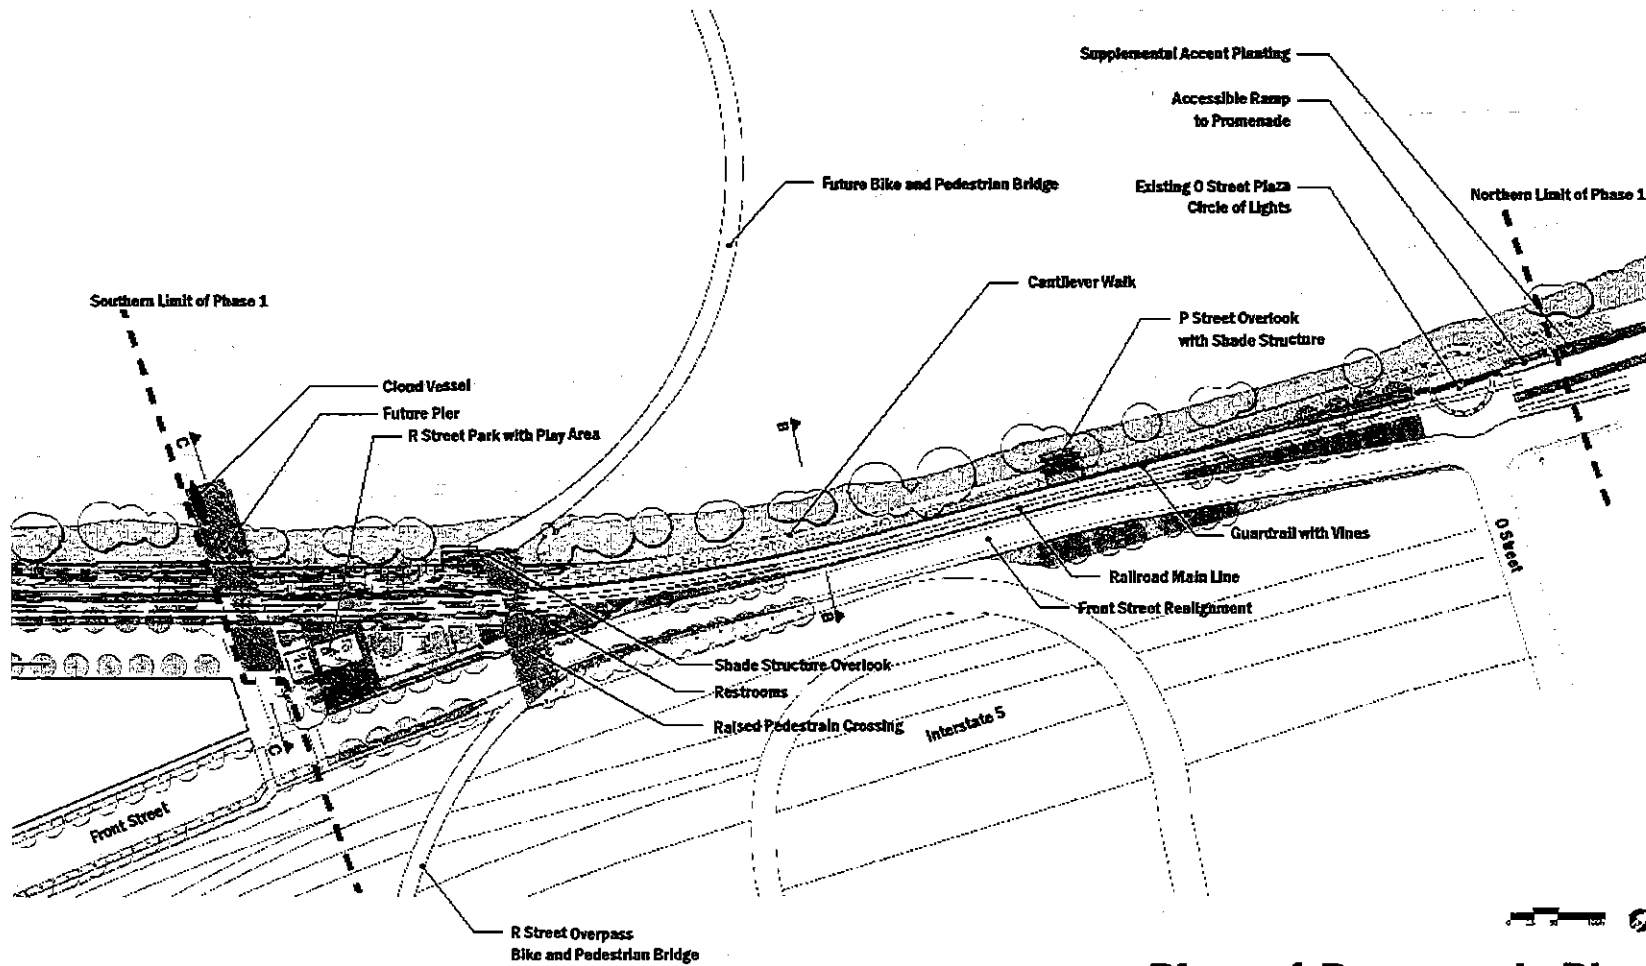 Supplemental Accent Planting
Accessible Ramp
to Promenade
Future Bike and Pedestrian Bridge
Existing O Street Plaza
Circle of Lights
Northern Limit of Phase 1
Cantilever Walk
Southern Limit of Phase 1
P Street Overlook
with Shade Structure
Cloud Vessel
Future Pier
R Street Park with Play Area
C
B
Guardrail with Vines
O Street
Railroad Main Line
Front Street Realignment
B
Shade Structure Overlook
Restrooms
Raised Pedestrain Crossing
Interstate 5
C
Front Street
R Street Overpass
Bike and Pedestrian Bridge